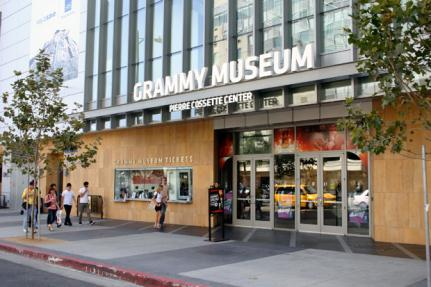 GRAMMY MUSEUM
PIERRE COSSETTE CENTER
GRAMMY MUSEUM TICKETS